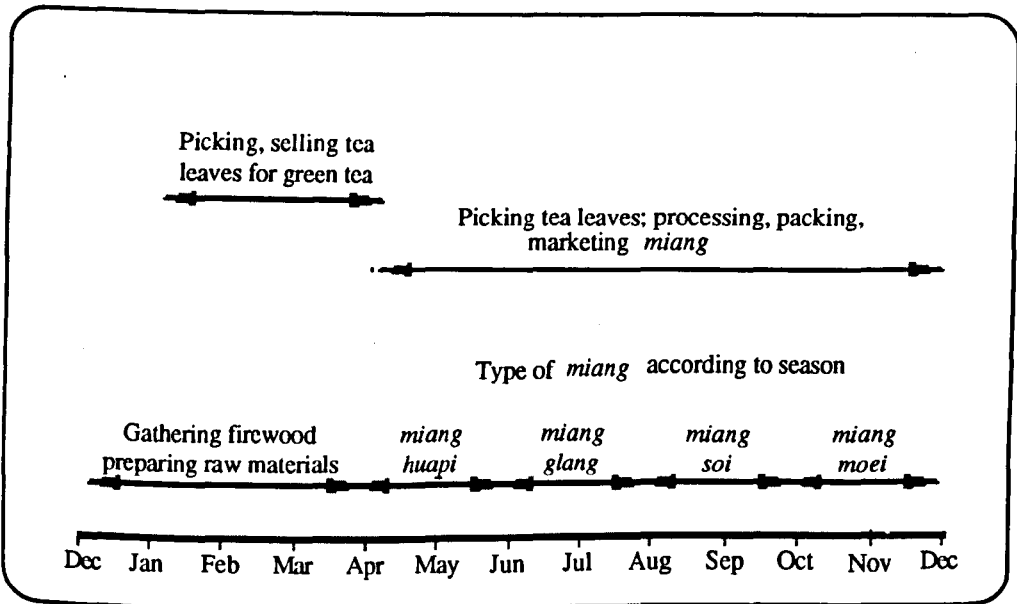 Picking, selling tea
leaves for green tea
Picking tea leaves; processing, packing,
marketing miang
Type of miang according to season
Gathering firewood
preparing raw materials
miang
huapi
miang
glang
miang
soi
miang
moei
Dec Jan Feb Mar Apr May Jun Jul Aug Sep Oct Nov Dec